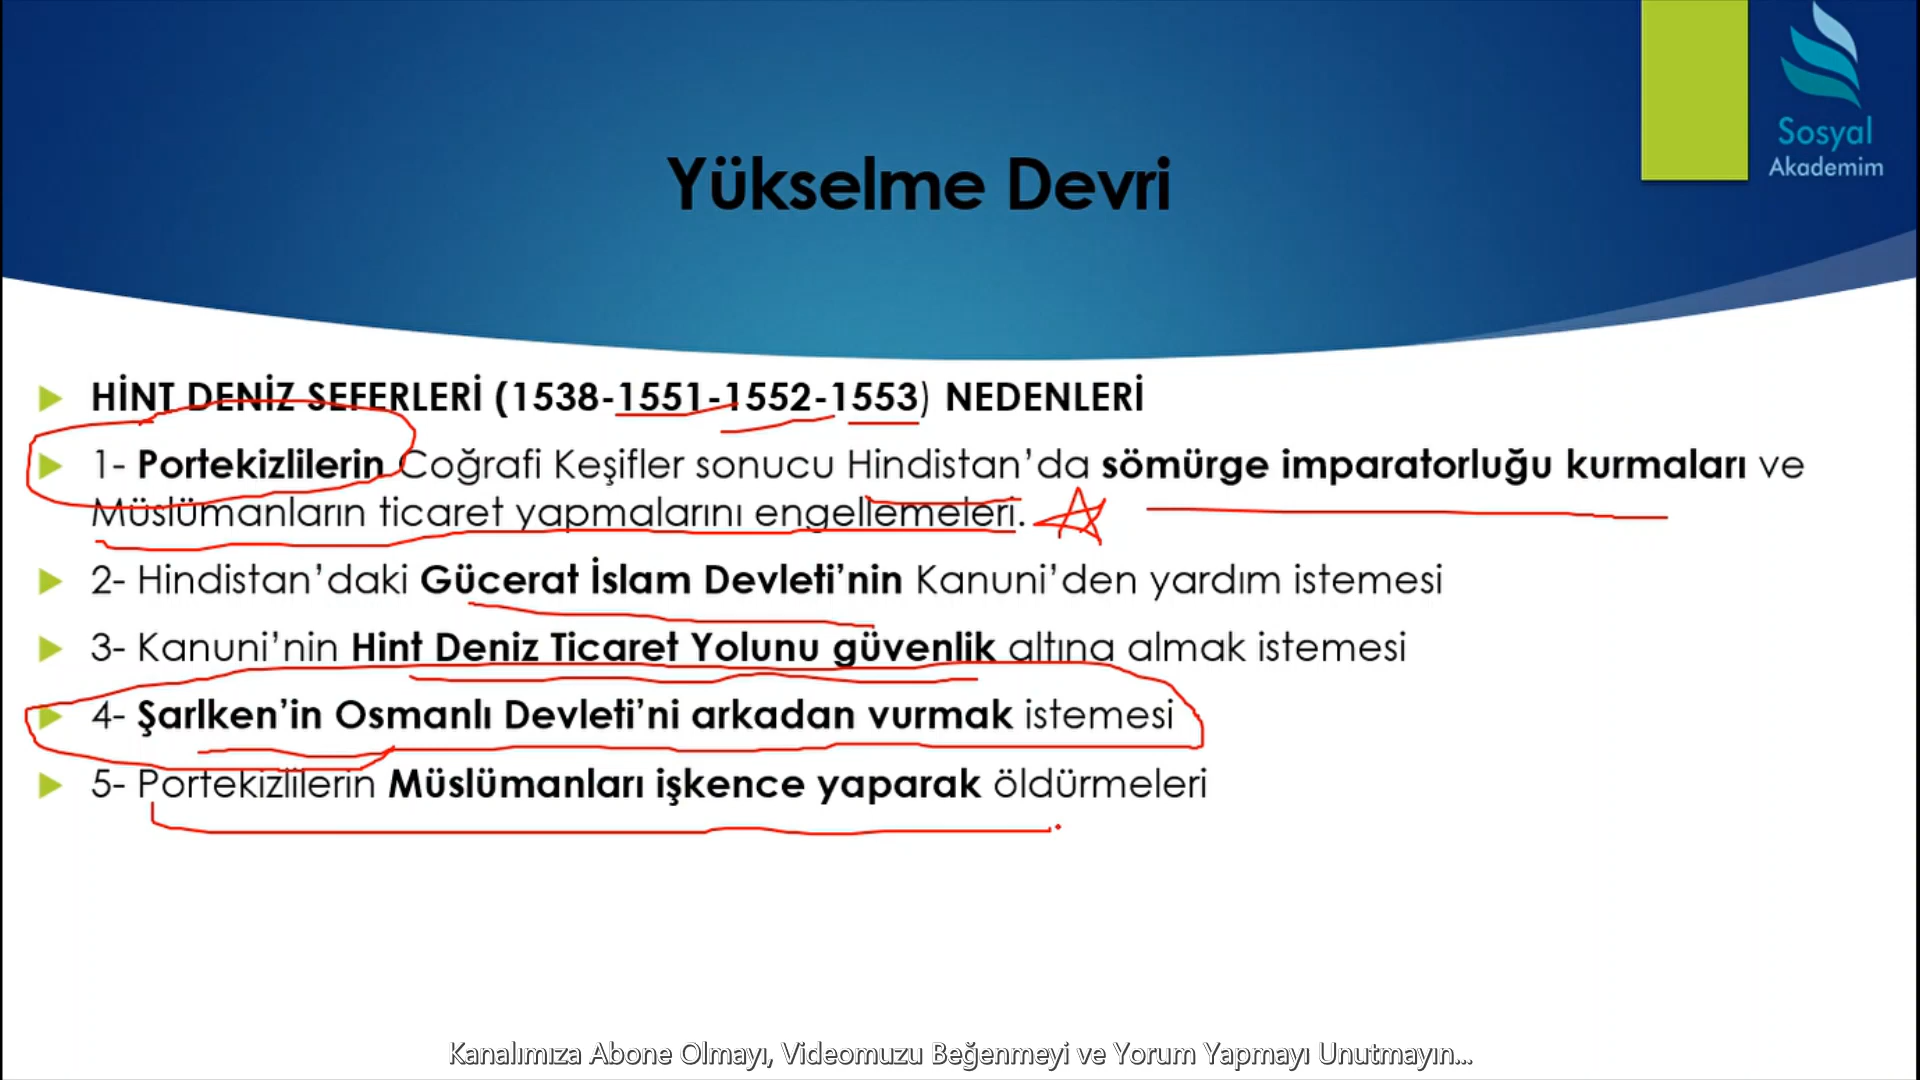 Sosyal
Akademim
Yükselme Devri
HİNT DENİZ SEFERLERİ (1538-1551-1552-1553) NEDENLERİ
1- Portekizlilerin Coğrafi Keşifler sonucu Hindistan’da sömürge imparatorluğu kurmaları ve
Müslümanların ticaret yapmalarını engellemeleri.
2- Hindistan’daki Gücerat İslam Devleti’nin Kanuni’den yardım istemesi
3- Kanuni’nin Hint Deniz Ticaret Yolunu güvenlik altına almak istemesi
4- Şarlken’in Osmanlı Devleti’ni arkadan vurmak istemesi
5- Portekizlilerin Müslümanları işkence yaparak öldürmeleri
Kanalımıza Abone Olmayı, Videomuzu Beğenmeyi ve Yorum Yapmayı Unutmayın...